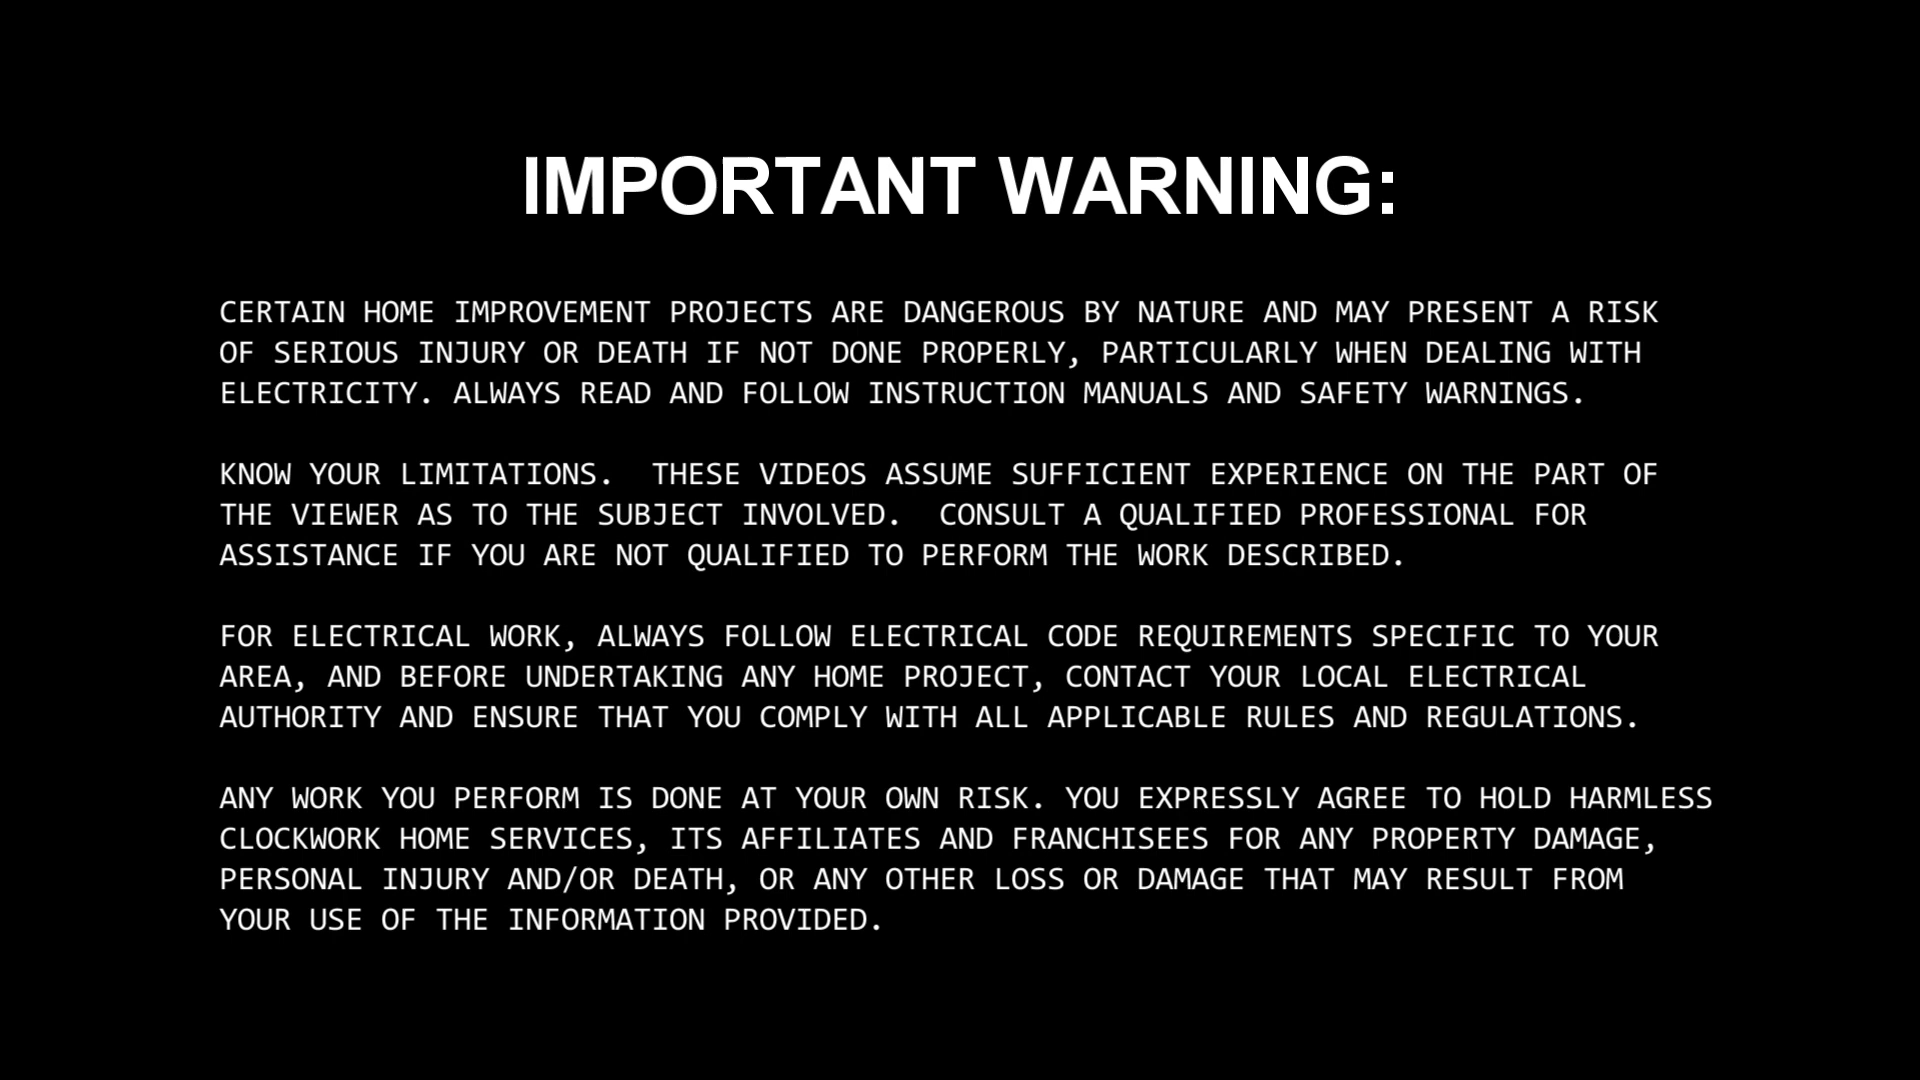 IMPORTANT WARNING:
CERTAIN HOME IMPROVEMENT PROJECTS ARE DANGEROUS BY NATURE AND MAY PRESENT A RISK
OF SERIOUS INJURY OR DEATH IF NOT DONE PROPERLY, PARTICULARLY WHEN DEALING WITH
ELECTRICITY. ALWAYS READ AND FOLLOW INSTRUCTION MANUALS AND SAFETY WARNINGS.
KNOW YOUR LIMITATIONS.  THESE VIDEOS ASSUME SUFFICIENT EXPERIENCE ON THE PART OF
THE VIEWER AS TO THE SUBJECT INVOLVED.  CONSULT A QUALIFIED PROFESSIONAL FOR
ASSISTANCE IF YOU ARE NOT QUALIFIED TO PERFORM THE WORK DESCRIBED.
FOR ELECTRICAL WORK, ALWAYS FOLLOW ELECTRICAL CODE REQUIREMENTS SPECIFIC TO YOUR
AREA, AND BEFORE UNDERTAKING ANY HOME PROJECT, CONTACT YOUR LOCAL ELECTRICAL
AUTHORITY AND ENSURE THAT YOU COMPLY WITH ALL APPLICABLE RULES AND REGULATIONS.
ANY WORK YOU PERFORM IS DONE AT YOUR OWN RISK. YOU EXPRESSLY AGREE TO HOLD HARMLESS
CLOCKWORK HOME SERVICES, ITS AFFILIATES AND FRANCHISEES FOR ANY PROPERTY DAMAGE,
PERSONAL INJURY AND/OR DEATH, OR ANY OTHER LOSS OR DAMAGE THAT MAY RESULT FROM
YOUR USE OF THE INFORMATION PROVIDED.